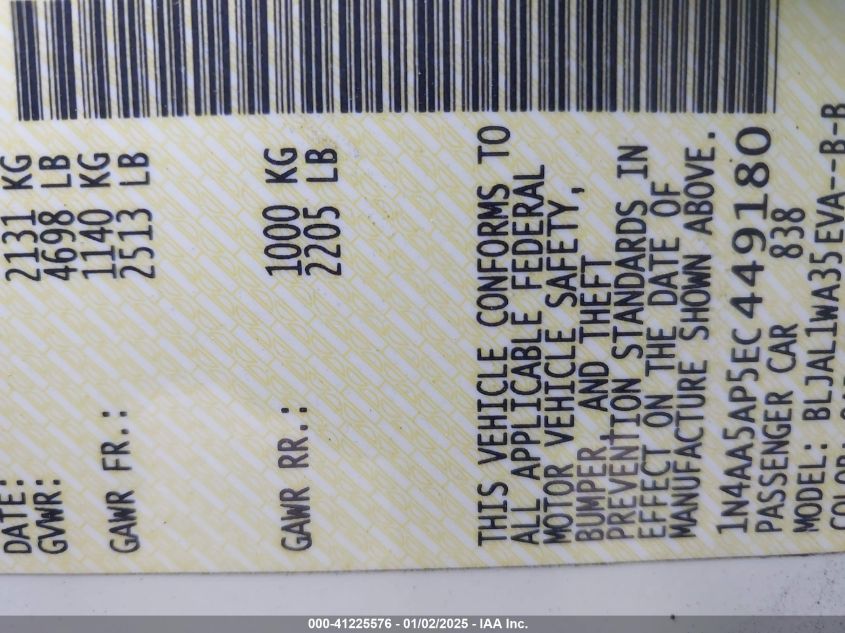 DATE: 2131 KG
GVWR: 4698 LB
1140 KG
GAWR FR.: 2513 LB
GAWR RR.: 1000 KG
2205 LB
THIS VEHICLE CONFORMS TO
ALL APPLICABLE FEDERAL
MOTOR VEHICLE SAFETY,
BUMPER, AND THEFT
PREVENTION STANDARDS IN
EFFECT ON THE DATE OF
MANUFACTURE SHOWN ABOVE.
1N4AA5AP5EC449180
PASSENGER CAR 838
MODEL: BLJAL1WA35EVA--B-B
COLOR:
000-41225576 - 01/02/2025 - IAA Inc.